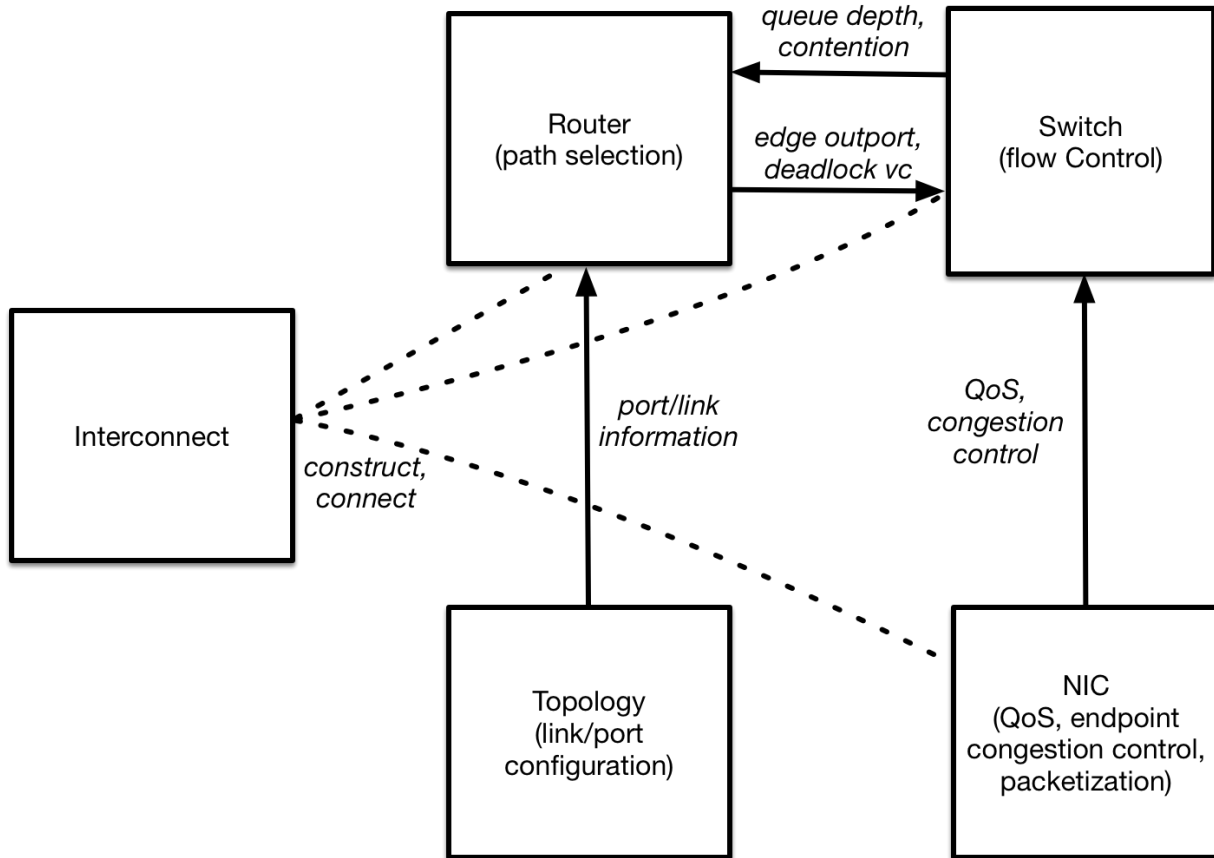 queue depth,
contention
Router
(path selection)
edge outport,
deadlock vc
Switch
(flow Control)
Interconnect
construct,
connect
port/link
information
QoS,
congestion
control
Topology
(link/port
configuration)
NIC
(QoS, endpoint
congestion control,
packetization)